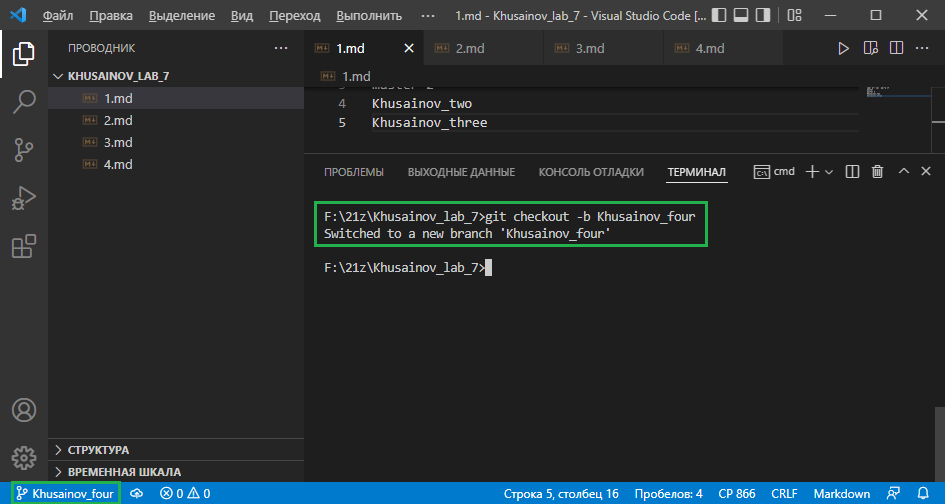 Файл Правка Выделение Вид Переход Выполнить ··· 1.md - Khusainov_lab_7 - Visual Studio Code [...
ПРОВОДНИК ···
KHUSAINOV_LAB_7
1.md
2.md
3.md
4.md
СТРУКТУРА
ВРЕМЕННАЯ ШКАЛА
1.md 2.md 3.md 4.md ···
1.md
4 Khusainov_two
5 Khusainov_three
ПРОБЛЕМЫ ВЫХОДНЫЕ ДАННЫЕ КОНСОЛЬ ОТЛАДКИ ТЕРМИНАЛ cmd
F:\21z\Khusainov_lab_7>git checkout -b Khusainov_four
Switched to a new branch 'Khusainov_four'
F:\21z\Khusainov_lab_7>
Khusainov_four 0 0 Строка 5, столбец 16 Пробелов: 4 CP 866 CRLF Markdown